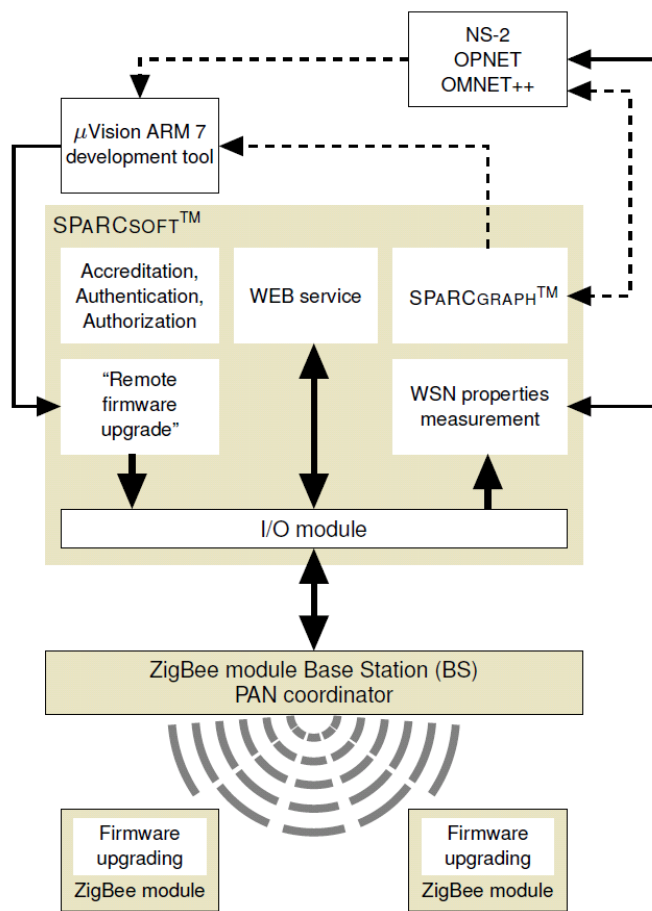 NS-2
OPNET
OMNET++
μVision ARM 7
development tool
SPARCSOFT™
Accreditation,
Authentication,
Authorization
WEB service
SPARCGRAPH™
“Remote
firmware
upgrade”
WSN properties
measurement
I/O module
ZigBee module Base Station (BS)
PAN coordinator
Firmware
upgrading
ZigBee module
Firmware
upgrading
ZigBee module